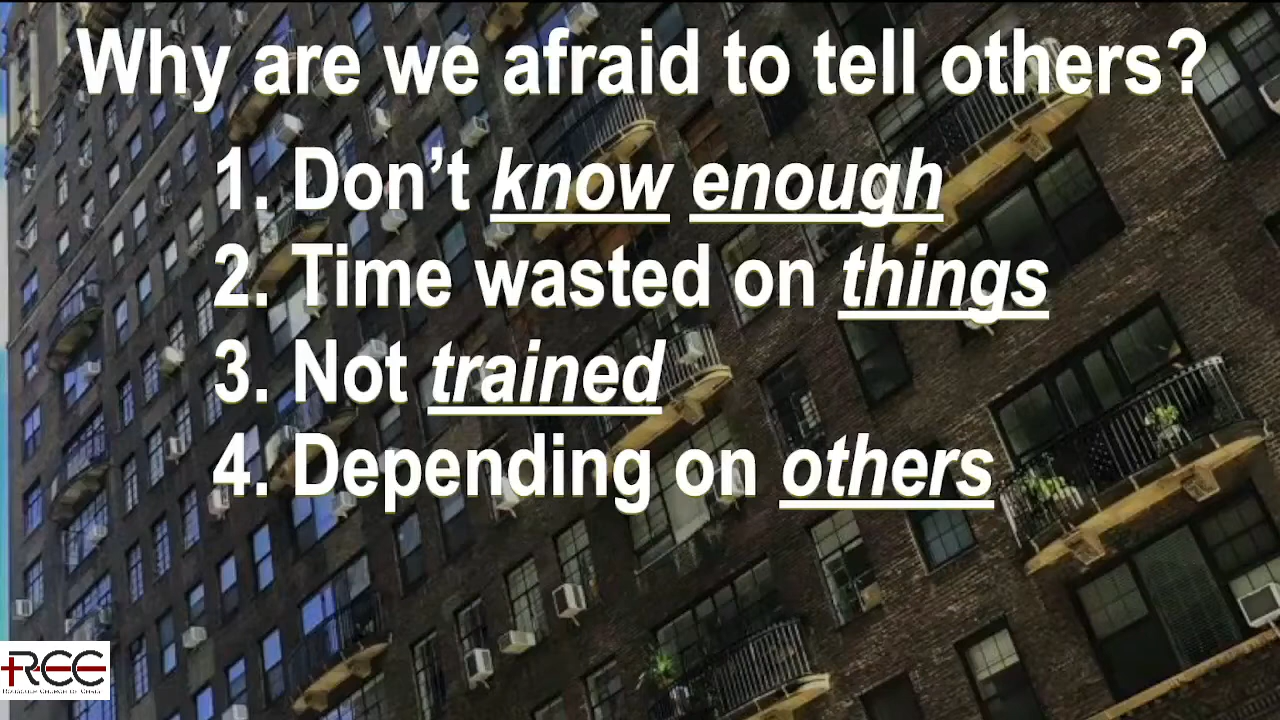 Why are we afraid to tell others?
1. Don't know enough
2. Time wasted on things
3. Not trained
4. Depending on others
RCC